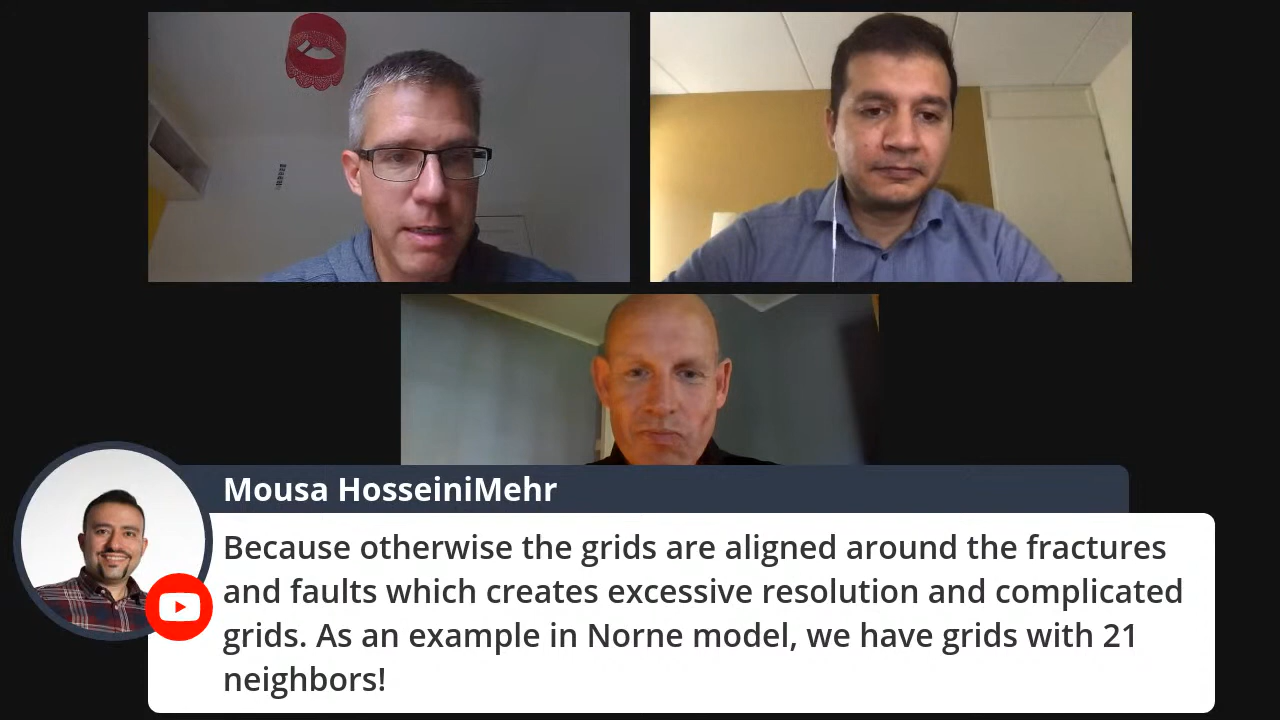 Mousa HosseiniMehr
Because otherwise the grids are aligned around the fractures
and faults which creates excessive resolution and complicated
grids. As an example in Norne model, we have grids with 21
neighbors!